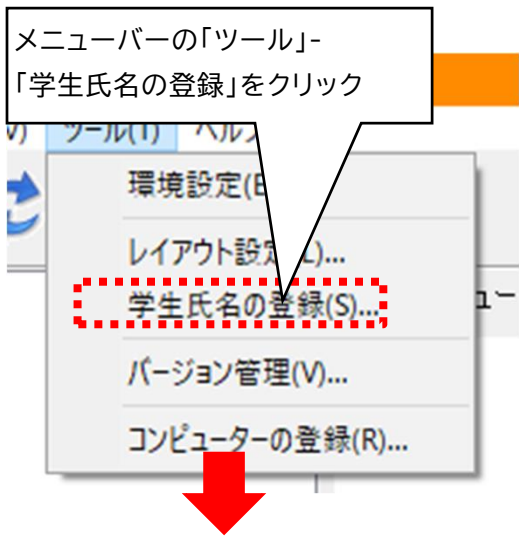 メニューバーの「ツール」-
「学生氏名の登録」をクリック
ツール(T)
環境設定(E
レイアウト設定(L)...
学生氏名の登録(S)...
ュー
バージョン管理(V)...
コンピューターの登録(R)...